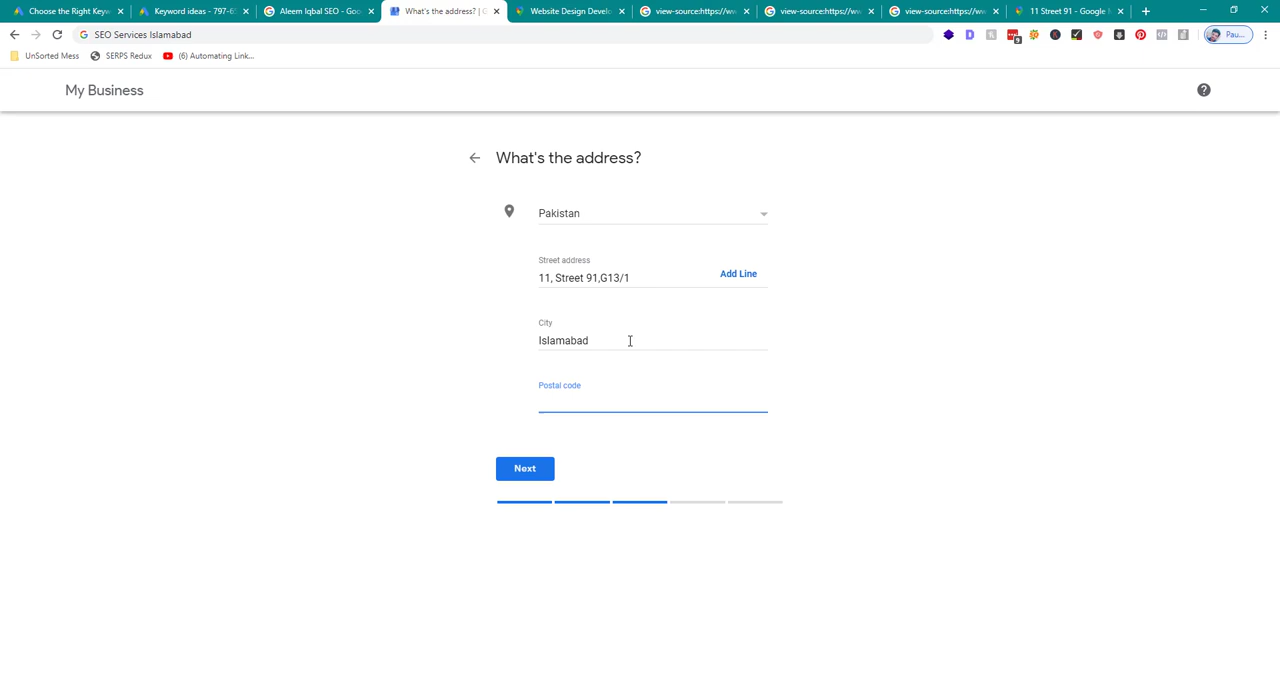 Choose the Right Keyw
Keyword ideas - 797-6
Aleem Iqbal SEO - Goo
What's the address? | G
Website Design Develo
view-source:https://ww
view-source:https://ww
view-source:https://ww
11 Street 91 - Google
SEO Services Islamabad
Pau...
UnSorted Mess
SERPS Redux
(6) Automating Link...
My Business
What's the address?
Pakistan
Street address
11, Street 91,G13/1
Add Line
City
Islamabad
Postal code
Next